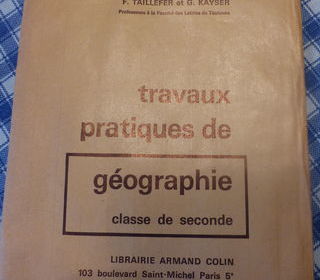 F. TAILLEFER et G. KAYSER
Professeurs à la Faculté des Lettres de Toulouse
travaux
pratiques de
géographie
classe de seconde
LIBRAIRIE ARMAND COLIN
103 boulevard Saint-Michel Paris 5e